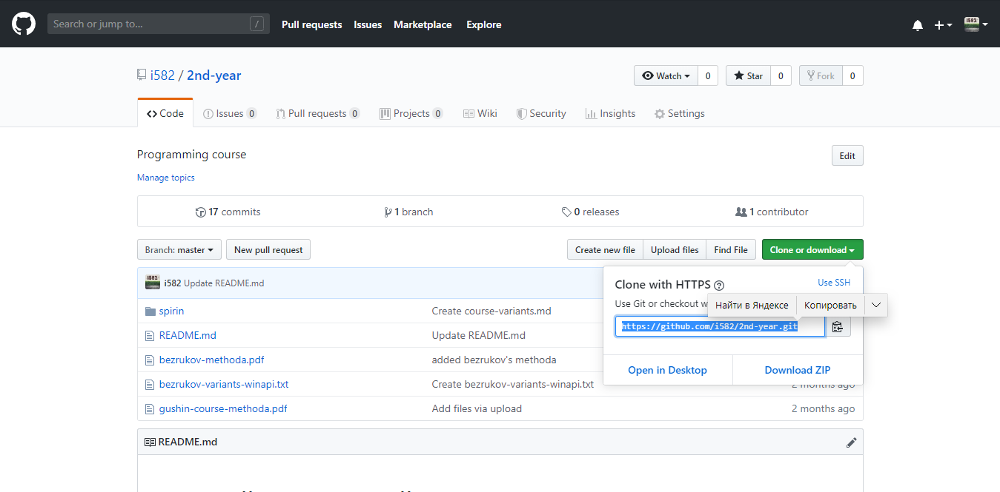 Search or jump to... / Pull requests Issues Marketplace Explore
i582 / 2nd-year Watch 0 Star 0 Fork 0
Code Issues 0 Pull requests 0 Projects 0 Wiki Security Insights Settings
Programming course Edit
Manage topics
17 commits 1 branch 0 releases 1 contributor
Branch: master New pull request Create new file Upload files Find File Clone or download
i582 Update README.md
Clone with HTTPS ? Use SSH
Use Git or checkout w
Найти в Яндексе Копировать
https://github.com/i582/2nd-year.git
Open in Desktop Download ZIP
spirin Create course-variants.md
README.md Update README.md
bezrukov-methoda.pdf added bezrukov's methoda
bezrukov-variants-winapi.txt Create bezrukov-variants-winapi.txt 2 months ago
gushin-course-methoda.pdf Add files via upload 2 months ago
README.md